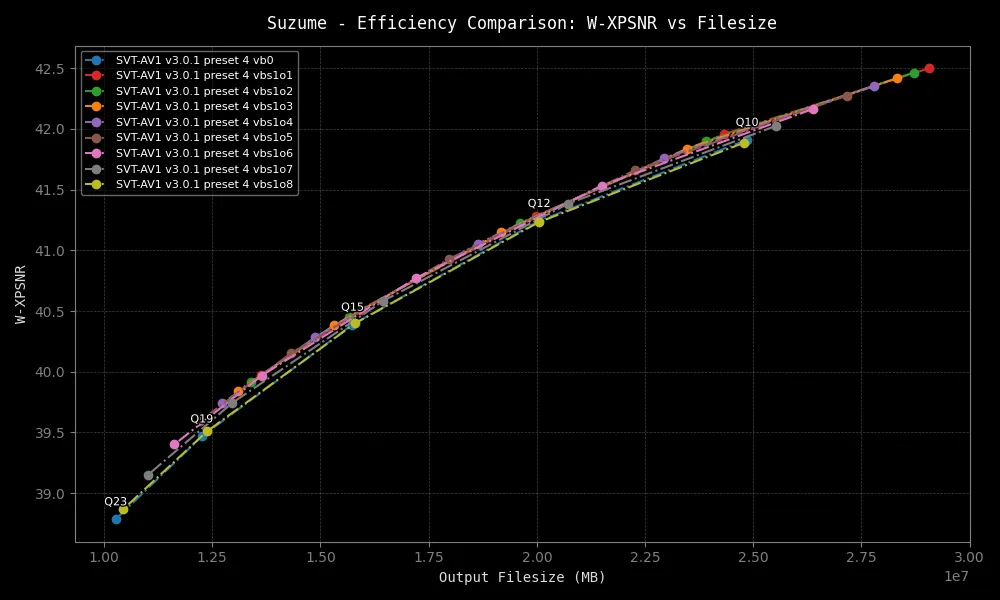 Suzume - Efficiency Comparison: W-XPSNR vs Filesize
SVT-AV1 v3.0.1 preset 4 vb0
SVT-AV1 v3.0.1 preset 4 vbs1o1
SVT-AV1 v3.0.1 preset 4 vbs1o2
SVT-AV1 v3.0.1 preset 4 vbs1o3
SVT-AV1 v3.0.1 preset 4 vbs1o4
SVT-AV1 v3.0.1 preset 4 vbs1o5
SVT-AV1 v3.0.1 preset 4 vbs1o6
SVT-AV1 v3.0.1 preset 4 vbs1o7
SVT-AV1 v3.0.1 preset 4 vbs1o8
W-XPSNR
42.5
42.0
41.5
41.0
40.5
40.0
39.5
39.0
Q10
Q12
Q15
Q19
Q23
1.00 1.25 1.50 1.75 2.00 2.25 2.50 2.75 3.00
1e7
Output Filesize (MB)